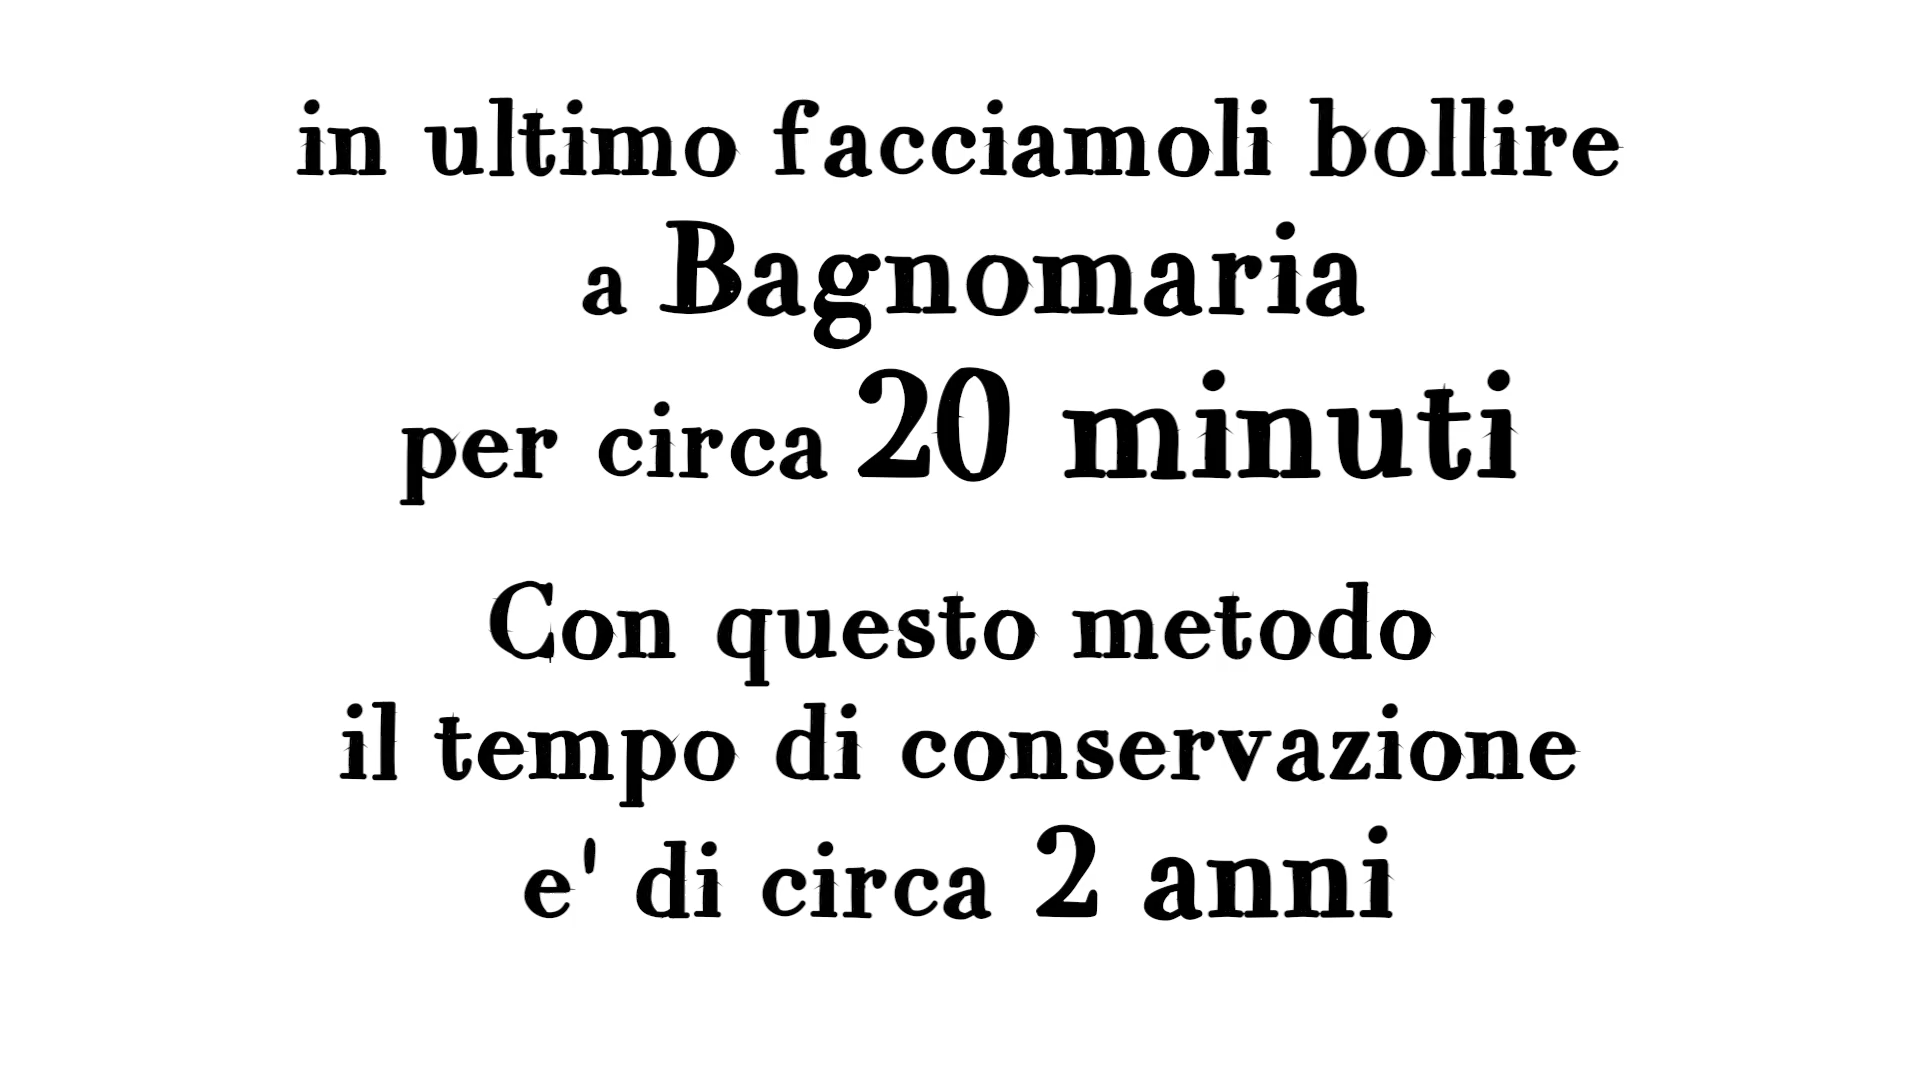 in ultimo facciamoli bollire
a Bagnomaria
per circa 20 minuti
Con questo metodo
il tempo di conservazione
e' di circa 2 anni